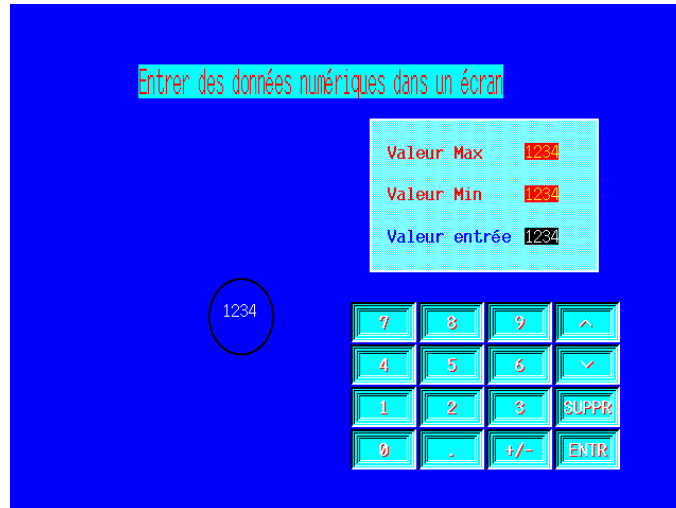 Entrer des données numériques dans un écran
Valeur Max 1234
Valeur Min 1234
Valeur entrée 1234
1234
7 8 9 ^
4 5 6 v
1 2 3 SUPPR
0 . +/- ENTR